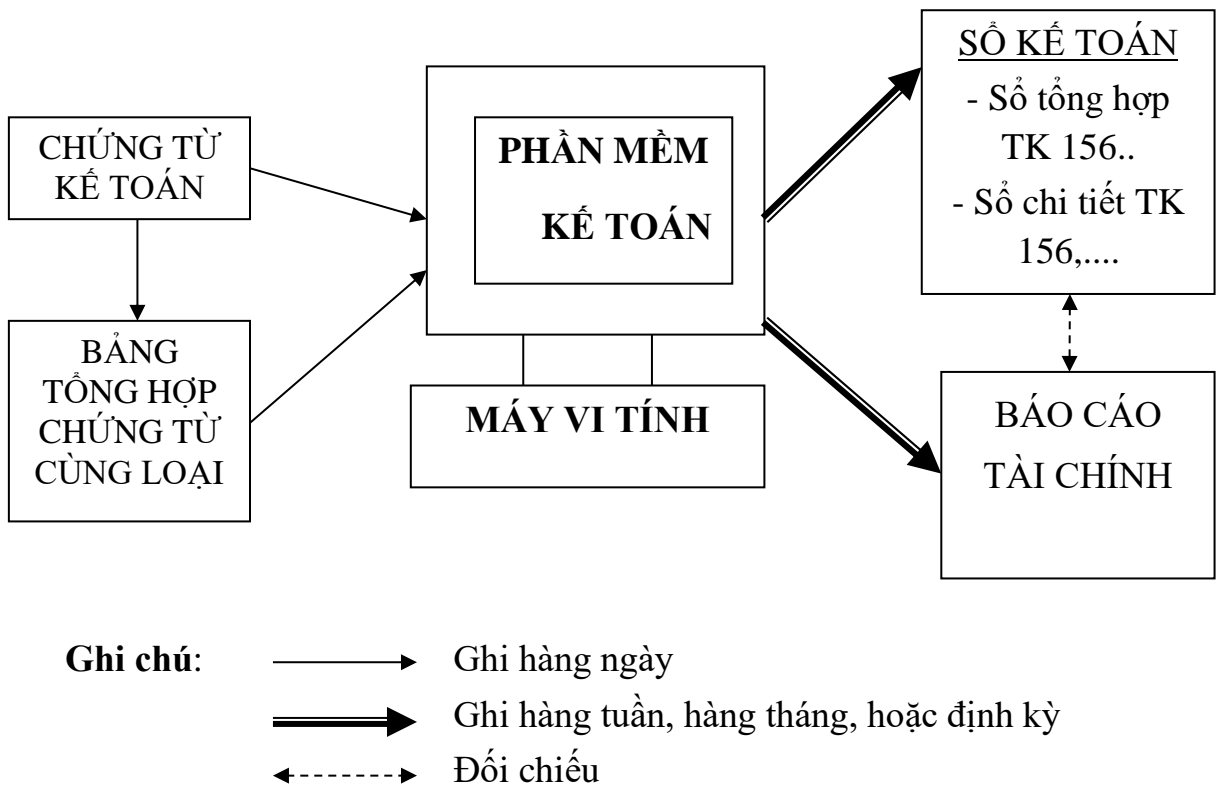 CHỨNG TỪ
KẾ TOÁN
BẢNG
TỔNG HỢP
CHỨNG TỪ
CÙNG LOẠI
PHẦN MỀM
KẾ TOÁN
MÁY VI TÍNH
SỔ KẾ TOÁN
- Sổ tổng hợp
TK 156..
- Sổ chi tiết TK
156,....
BÁO CÁO
TÀI CHÍNH
Ghi chú:
Ghi hàng ngày
Ghi hàng tuần, hàng tháng, hoặc định kỳ
Đối chiếu